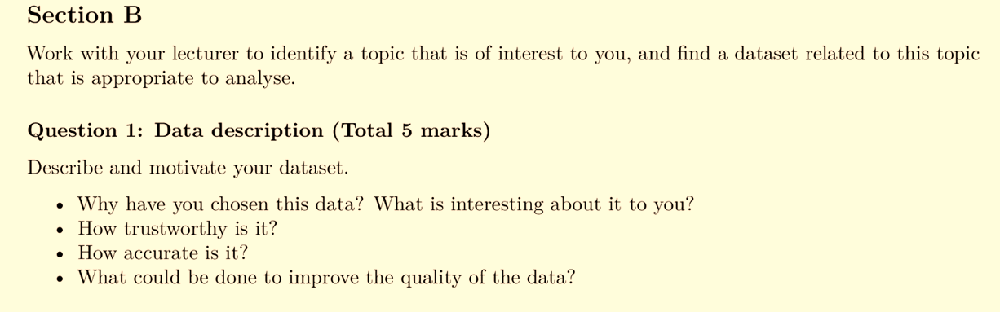 Section B
Work with your lecturer to identify a topic that is of interest to you, and find a dataset related to this topic
that is appropriate to analyse.
Question 1: Data description (Total 5 marks)
Describe and motivate your dataset.
• Why have you chosen this data? What is interesting about it to you?
• How trustworthy is it?
• How accurate is it?
• What could be done to improve the quality of the data?